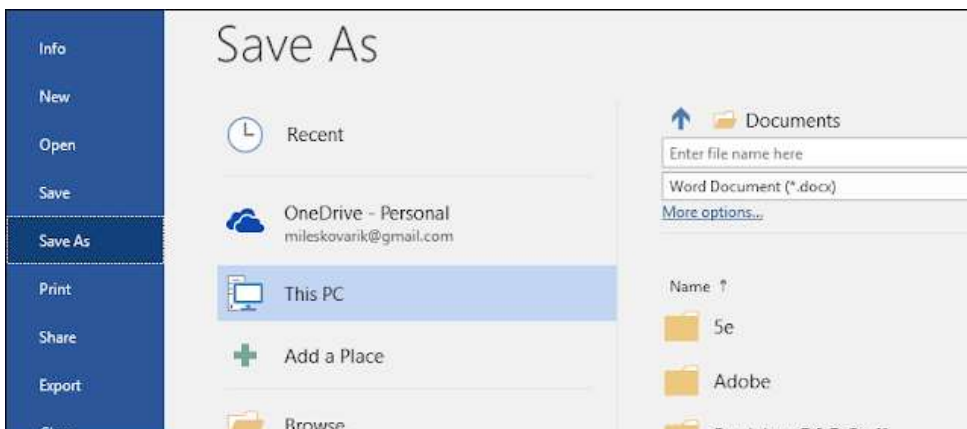 Info
New
Open
Save
Save As
Print
Share
Export
Save As
Recent
OneDrive - Personal
mileskovarik@gmail.com
This PC
Add a Place
Browse
Documents
Enter file name here
Word Document (*.docx)
More options...
Name ↑
5e
Adobe